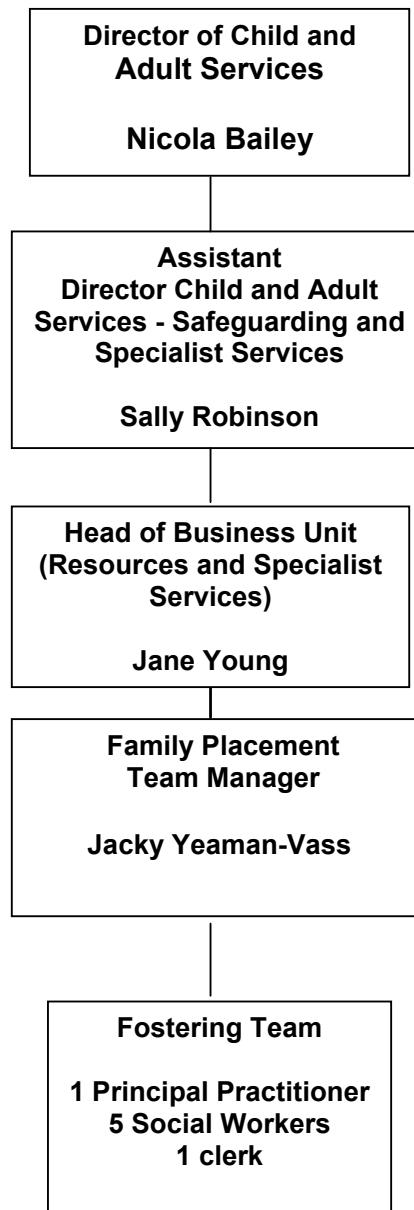 Director of Child and
Adult Services
Nicola Bailey
Assistant
Director Child and Adult
Services - Safeguarding and
Specialist Services
Sally Robinson
Head of Business Unit
(Resources and Specialist
Services)
Jane Young
Family Placement
Team Manager
Jacky Yeaman-Vass
Fostering Team
1 Principal Practitioner
5 Social Workers
1 clerk